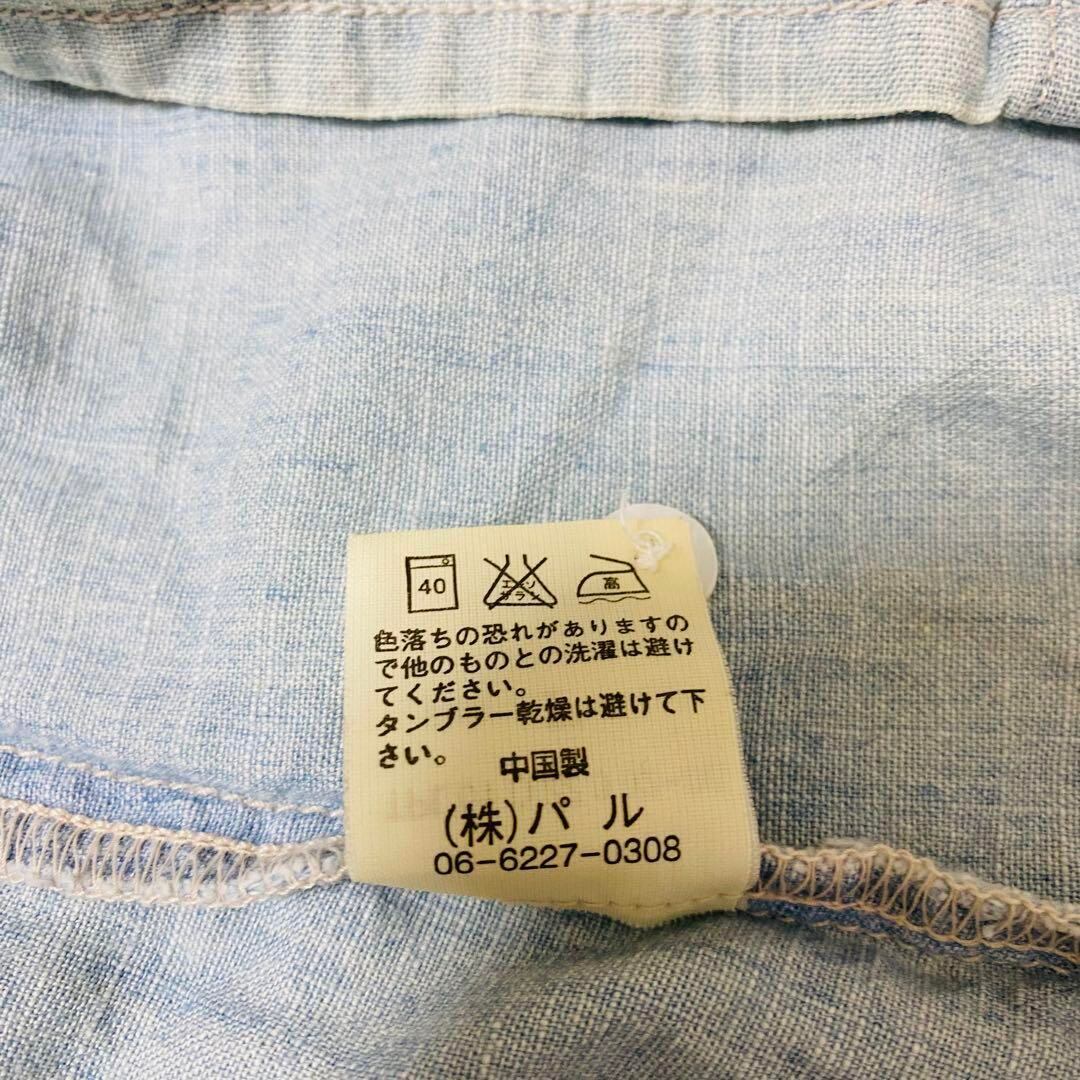 40
エンソ
サラシ
高
色落ちの恐れがありますの
で他のものとの洗濯は避け
てください。
タンブラー乾燥は避けて下
さい。
中国製
(株)パル
06-6227-0308